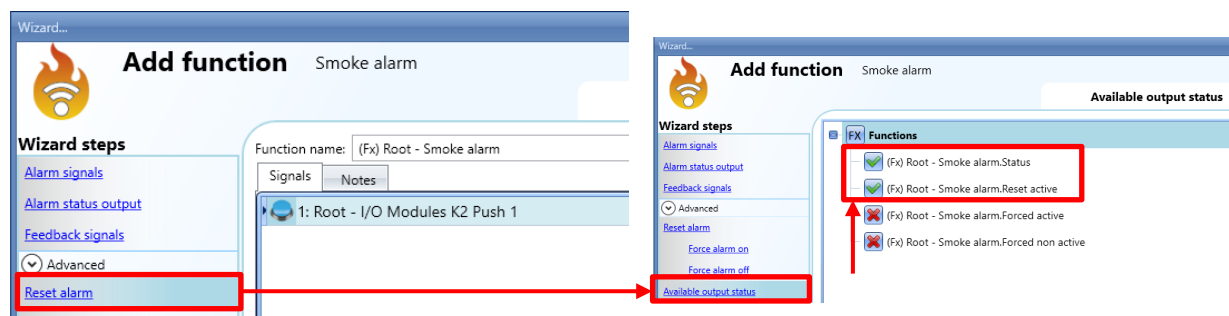 Wizard...
Add function Smoke alarm
Wizard steps
Alarm signals
Alarm status output
Feedback signals
Advanced
Reset alarm
Function name: (Fx) Root - Smoke alarm
Signals Notes
1: Root - I/O Modules K2 Push 1
Wizard...
Add function Smoke alarm
Available output status
Wizard steps
Alarm signals
Alarm status output
Feedback signals
Advanced
Reset alarm
Force alarm on
Force alarm off
Available output status
FX Functions
(Fx) Root - Smoke alarm.Status
(Fx) Root - Smoke alarm.Reset active
(Fx) Root - Smoke alarm.Forced active
(Fx) Root - Smoke alarm.Forced non active